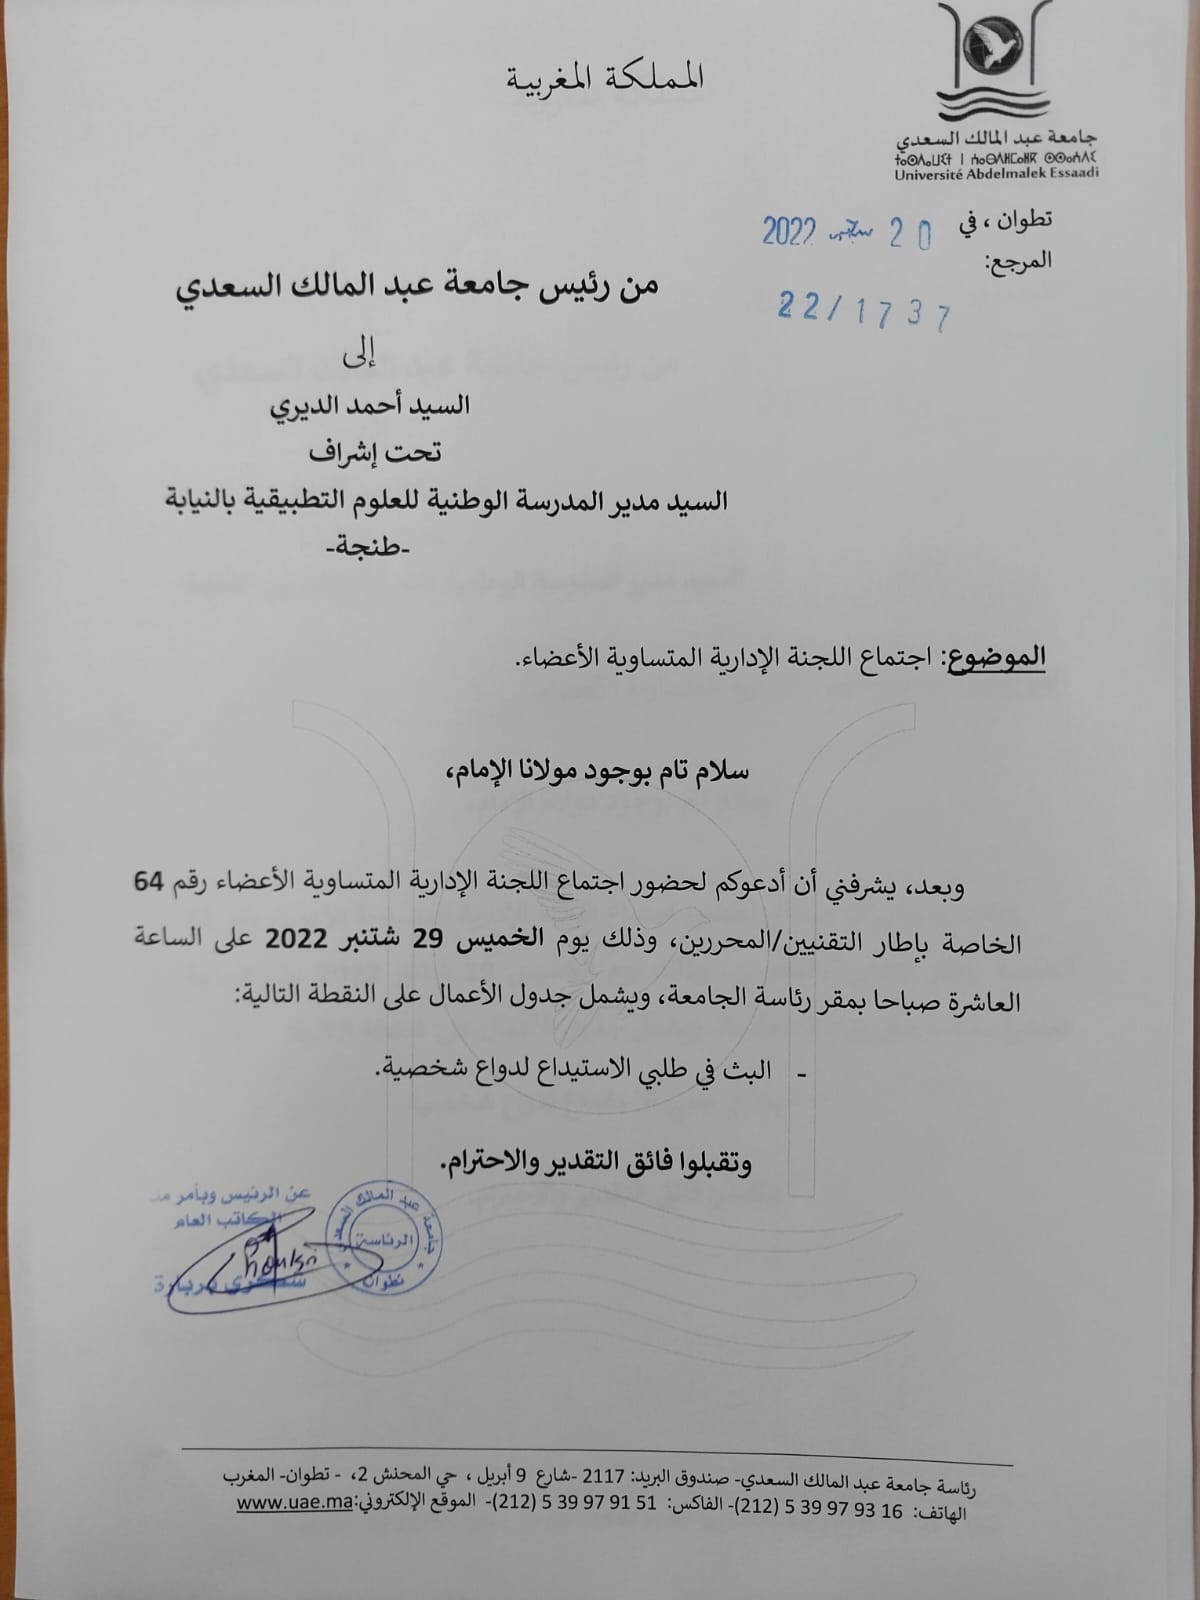 المملكة المغربية
جامعة عبد المالك السعدي
ⵜⴰⵙⴷⴰⵡⵉⵜ ⵏ ⵄⴰⴱⴷⵍⵎⴰⵍⴽ ⵙⵙⴰⵄⴷⵉ
Université Abdelmalek Essaadi
تطوان ، في 20 سبتمبر 2022
المرجع:
22/1737
من رئيس جامعة عبد المالك السعدي
إلى
السيد أحمد الديري
تحت إشراف
السيد مدير المدرسة الوطنية للعلوم التطبيقية بالنيابة
-طنجة-
الموضوع: اجتماع اللجنة الإدارية المتساوية الأعضاء.
سلام تام بوجود مولانا الإمام،
وبعد، يشرفني أن أدعوكم لحضور اجتماع اللجنة الإدارية المتساوية الأعضاء رقم 64
الخاصة بإطار التقنيين/المحررين، وذلك يوم الخميس 29 شتنبر 2022 على الساعة
العاشرة صباحا بمقر رئاسة الجامعة، ويشمل جدول الأعمال على النقطة التالية:
- البث في طلبي الاستيداع لدواع شخصية.
وتقبلوا فائق التقدير والاحترام.
عن الرئيس وبأمر
الكاتب العام
جامعة عبد المالك السعدي
الرئاسة
تطوان
رئاسة جامعة عبد المالك السعدي- صندوق البريد: 2117 -شارع 9 أبريل ، حي المحنش 2، - تطوان- المغرب
الهاتف: 16 93 97 39 5 (212)- الفاكس: 51 91 97 39 5 (212)- الموقع الإلكتروني:www.uae.ma